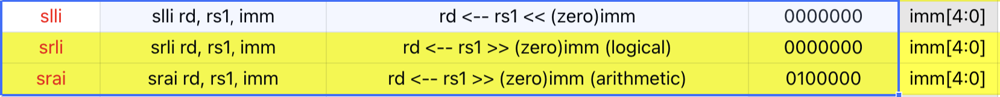 slli slli rd, rs1, imm rd <-- rs1 << (zero)imm 0000000 imm[4:0]
srli srli rd, rs1, imm rd <-- rs1 >> (zero)imm (logical) 0000000 imm[4:0]
srai srai rd, rs1, imm rd <-- rs1 >> (zero)imm (arithmetic) 0100000 imm[4:0]